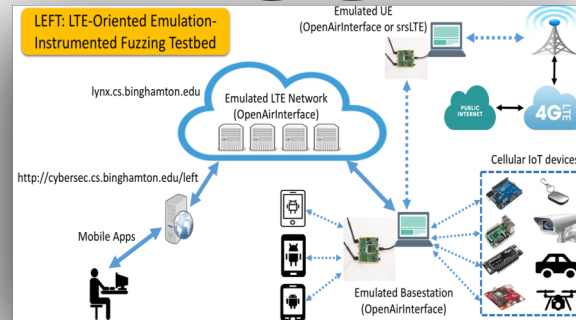 LEFT: LTE-Oriented Emulation-
Instrumented Fuzzing Testbed
Emulated UE
(OpenAirInterface or srsLTE)
lynx.cs.binghamton.edu
Emulated LTE Network
(OpenAirInterface)
PUBLIC
INTERNET
4G LTE
Cellular IoT devices
http://cybersec.cs.binghamton.edu/left
Mobile Apps
Emulated Basestation
(OpenAirInterface)